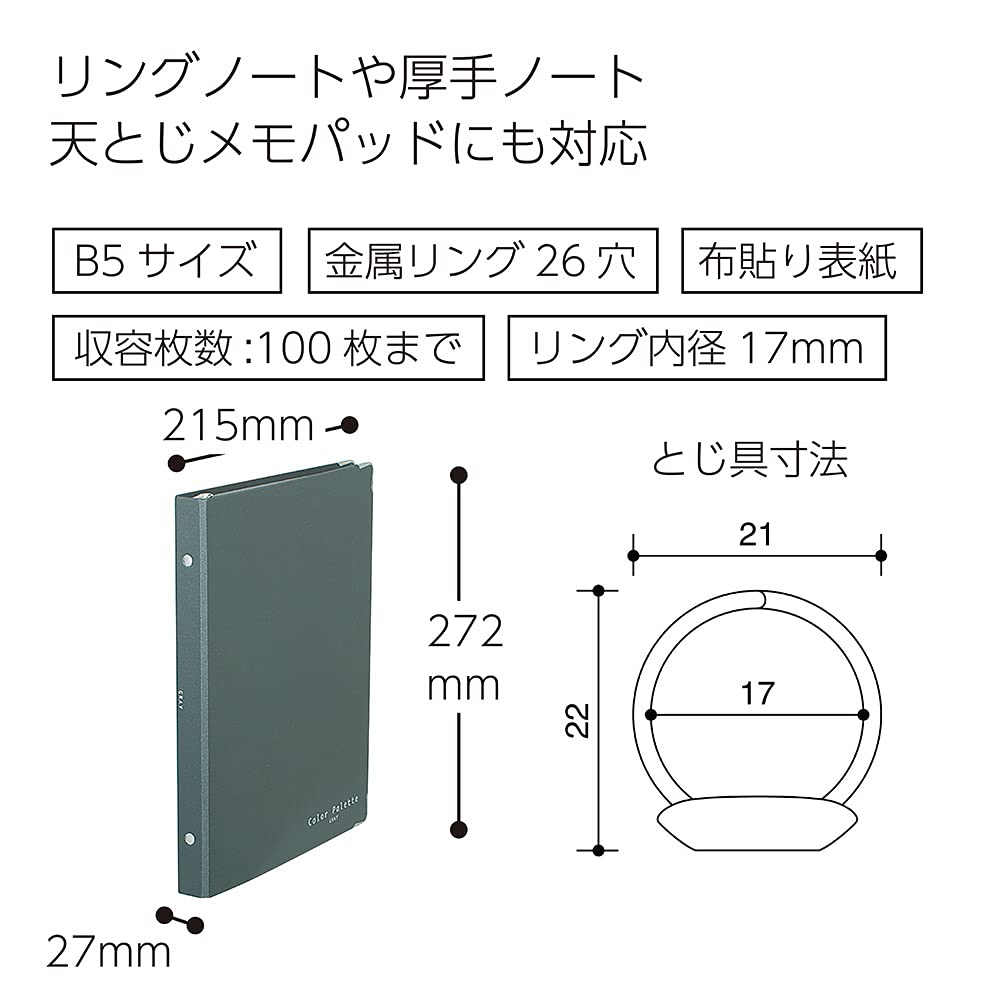 リングノートや厚手ノート
天とじメモパッドにも対応
B5 サイズ
金属リング 26 穴
布貼り表紙
収容枚数 :100 枚まで
リング内径 17mm
215mm
とじ具寸法
21
272
mm
22
17
GRAY
Color Palette
27mm